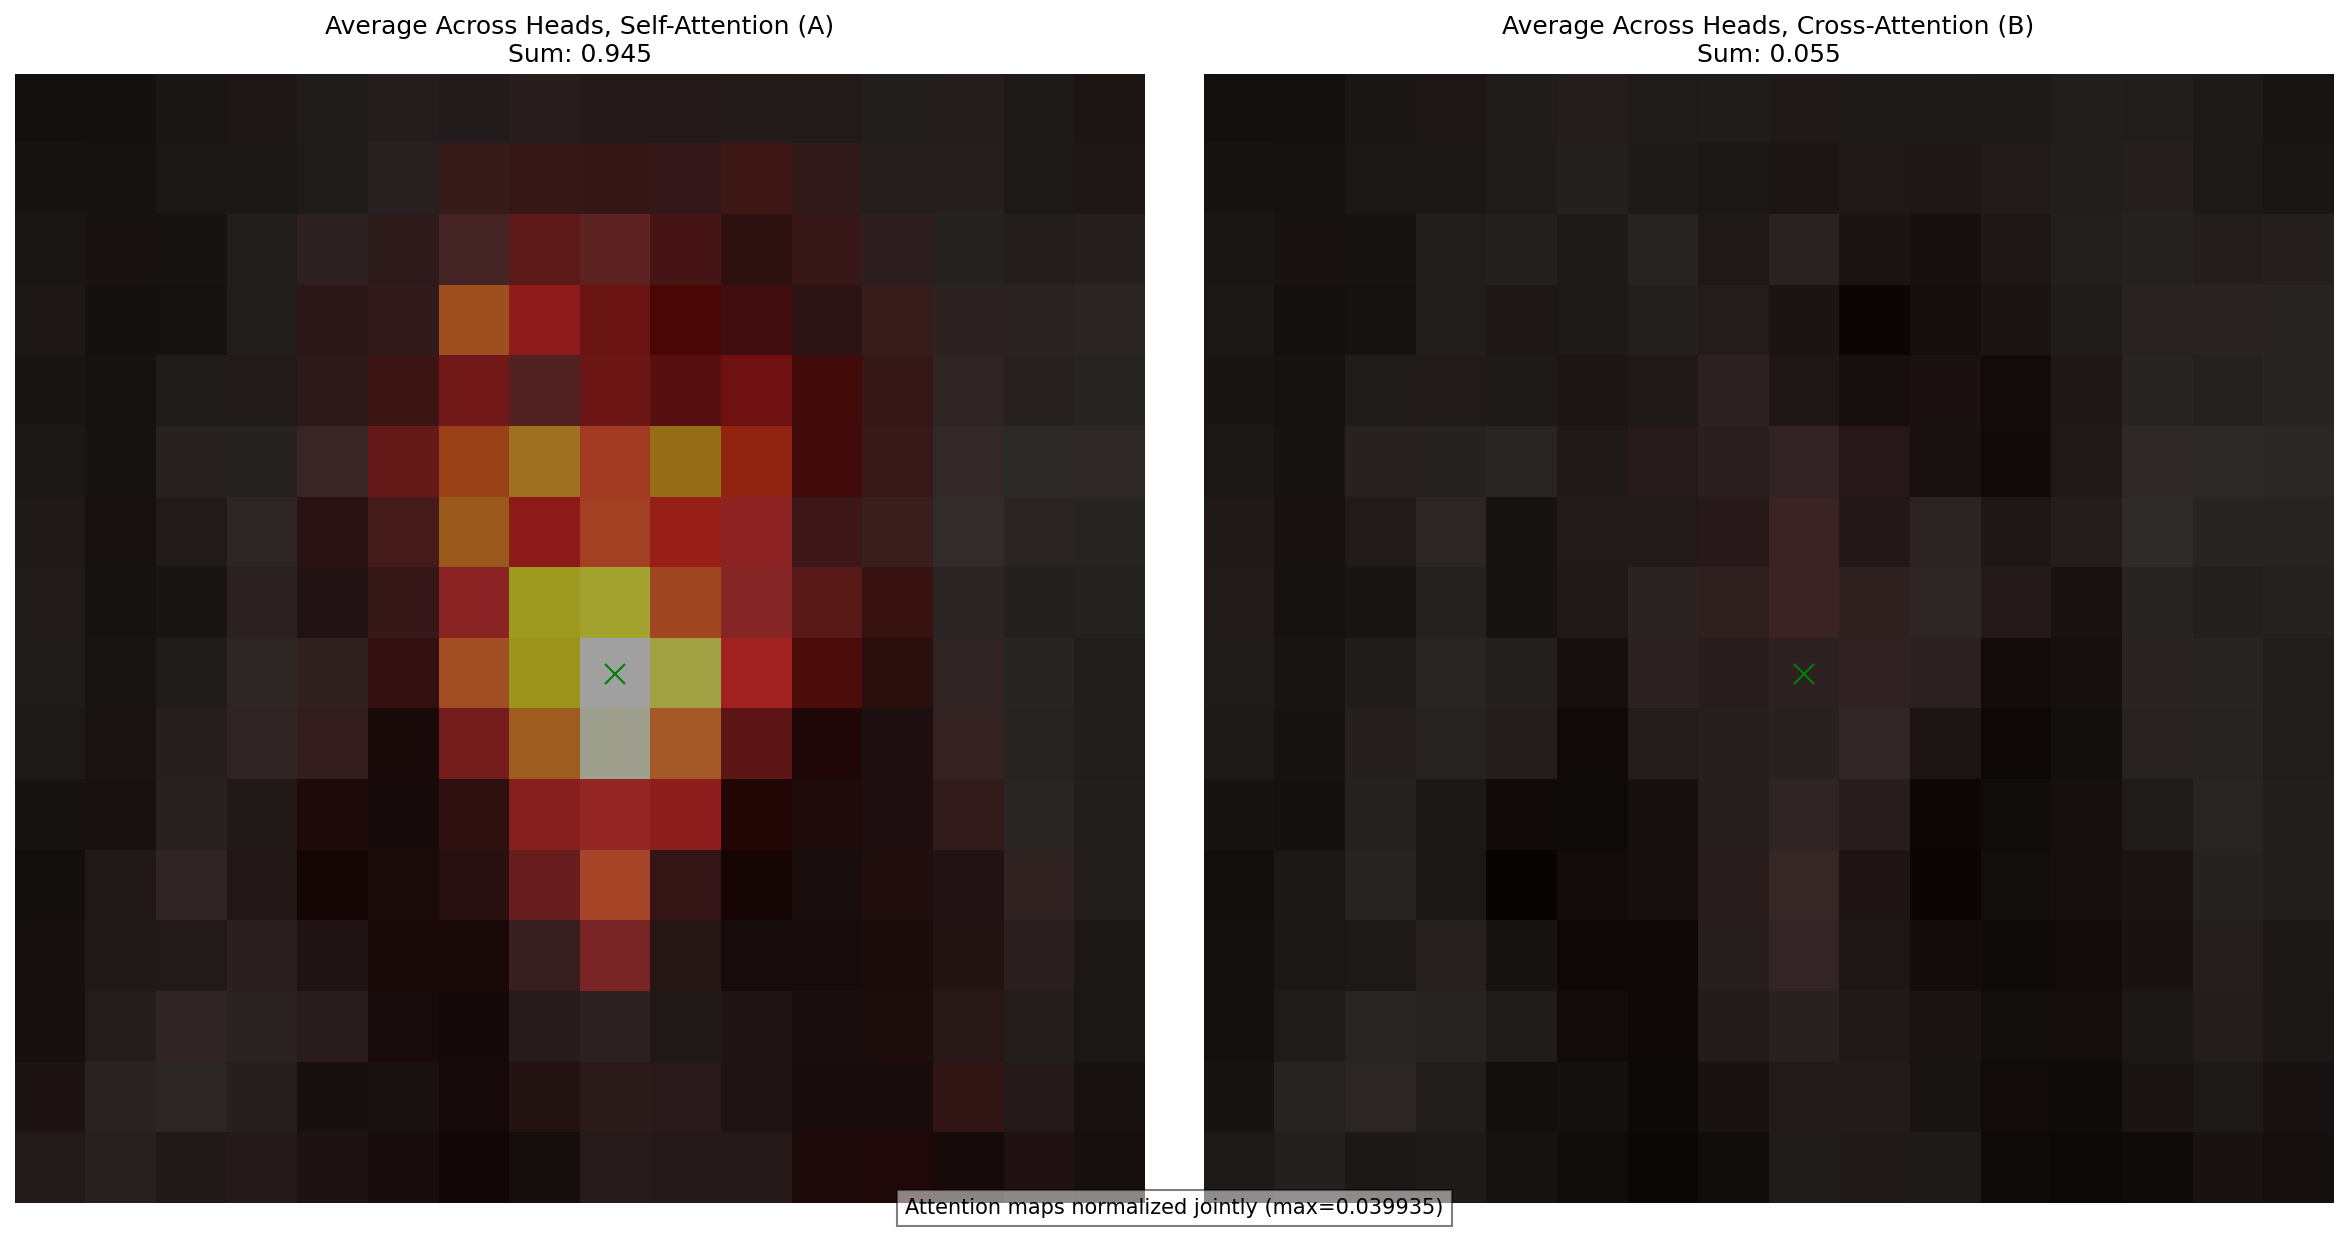 Average Across Heads, Self-Attention (A)
Sum: 0.945
Average Across Heads, Cross-Attention (B)
Sum: 0.055
Attention maps normalized jointly (max=0.039935)